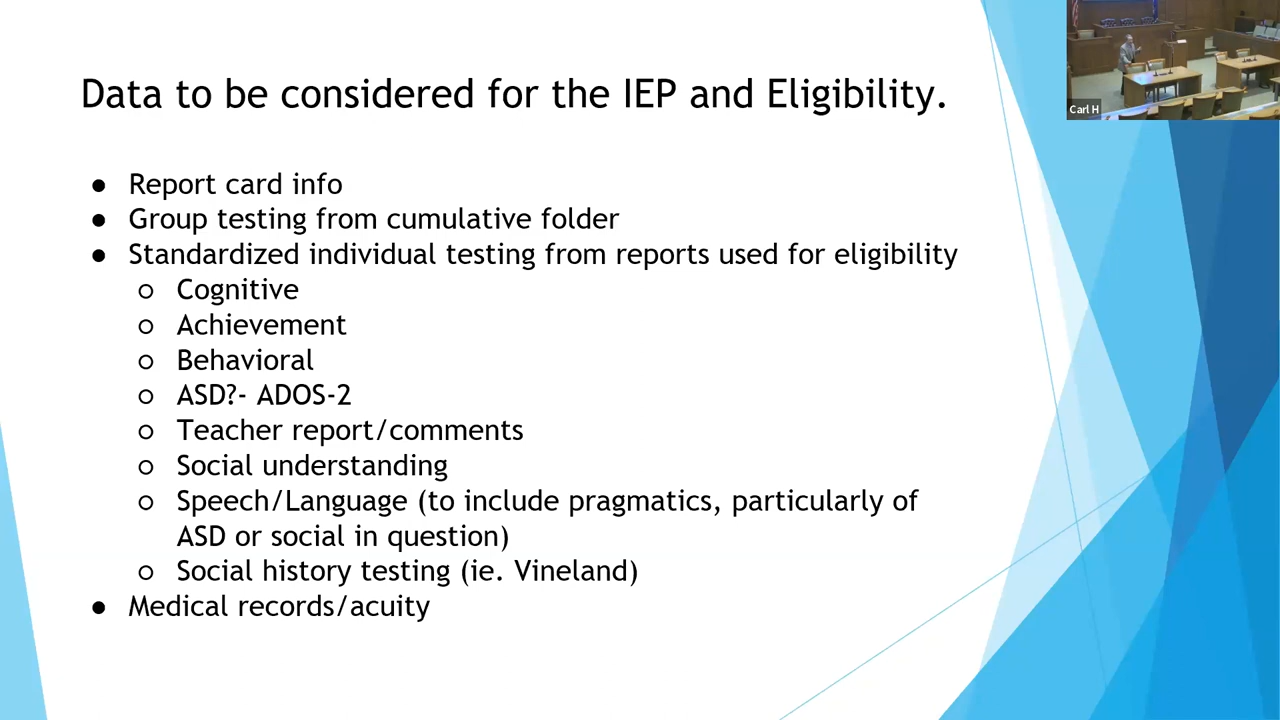 Data to be considered for the IEP and Eligibility.
● Report card info
● Group testing from cumulative folder
● Standardized individual testing from reports used for eligibility
○ Cognitive
○ Achievement
○ Behavioral
○ ASD?- ADOS-2
○ Teacher report/comments
○ Social understanding
○ Speech/Language (to include pragmatics, particularly of
ASD or social in question)
○ Social history testing (ie. Vineland)
● Medical records/acuity
Carl H